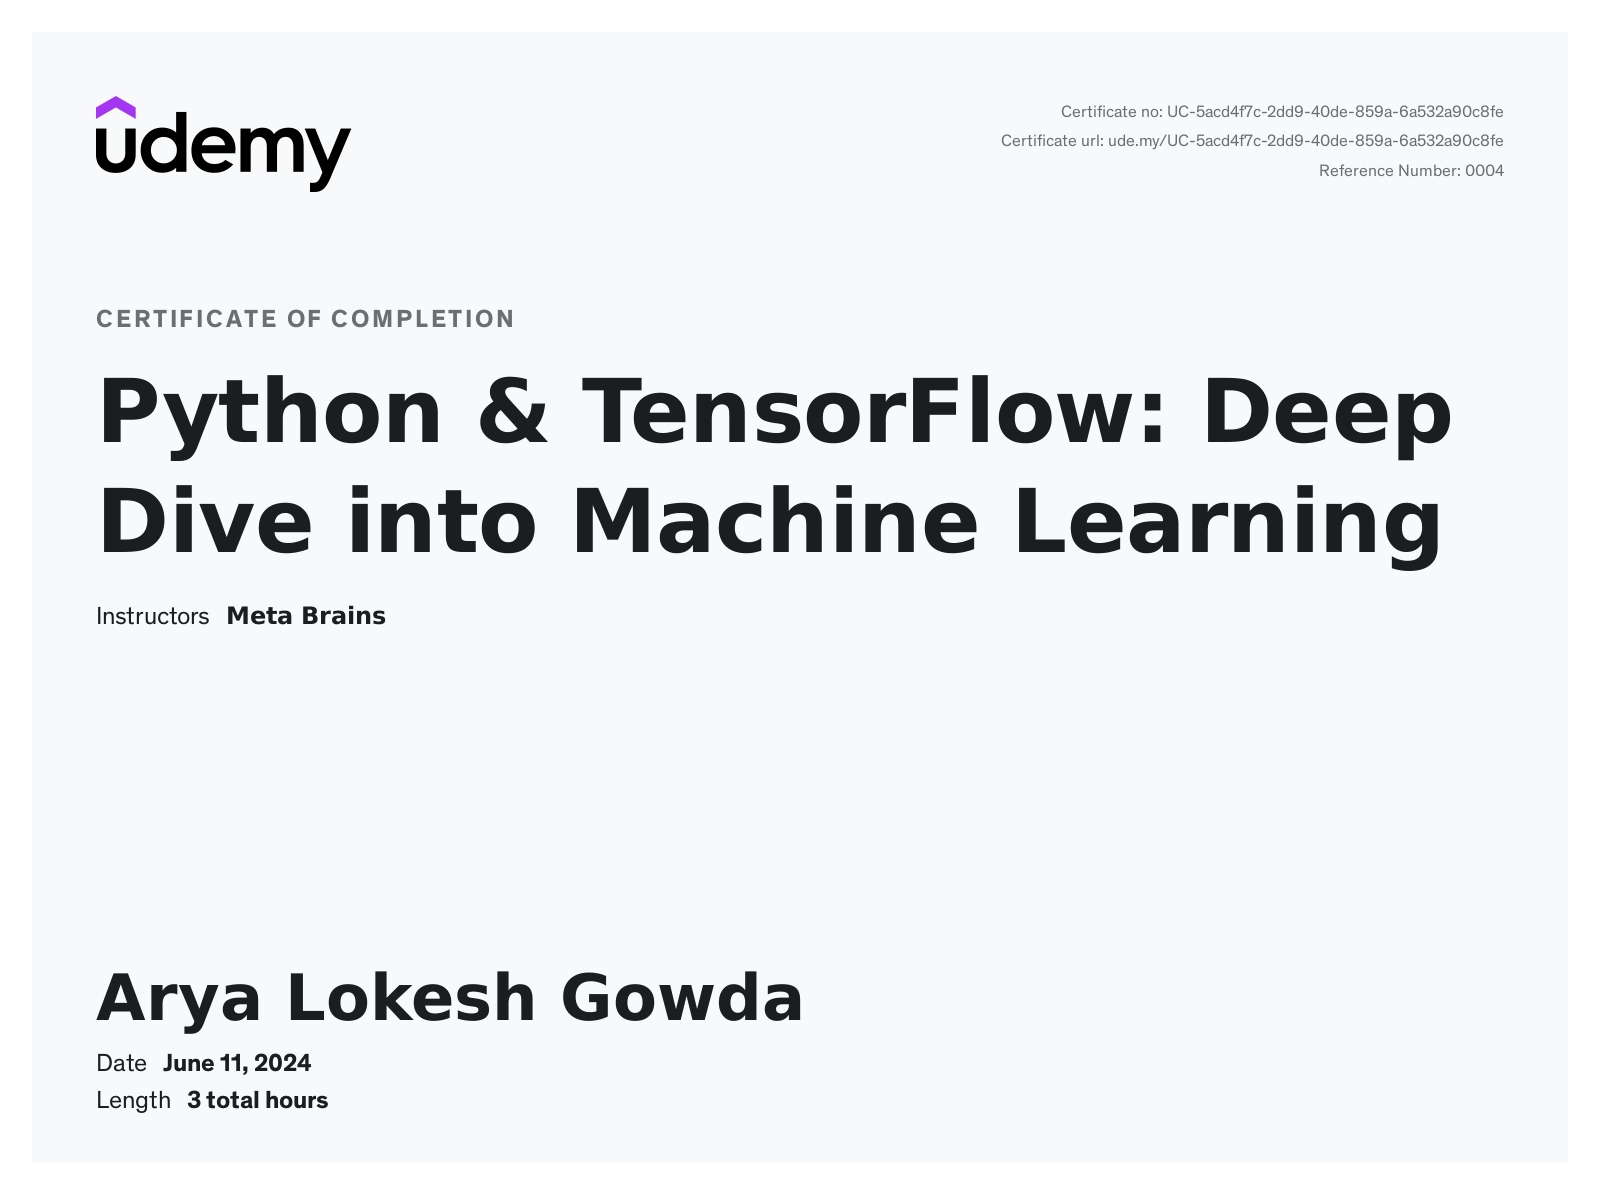 udemy
Certificate no: UC-5acd4f7c-2dd9-40de-859a-6a532a90c8fe
Certificate url: ude.my/UC-5acd4f7c-2dd9-40de-859a-6a532a90c8fe
Reference Number: 0004
CERTIFICATE OF COMPLETION
Python & TensorFlow: Deep
Dive into Machine Learning
Instructors Meta Brains
Arya Lokesh Gowda
Date June 11, 2024
Length 3 total hours